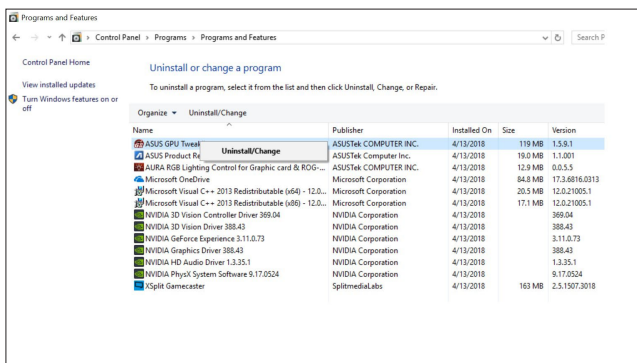 Programs and Features
Control Panel > Programs > Programs and Features
Search P
Control Panel Home
View installed updates
Turn Windows features on or off
Uninstall or change a program
To uninstall a program, select it from the list and then click Uninstall, Change, or Repair.
Organize Uninstall/Change
Name Publisher Installed On Size Version
ASUS GPU Tweak ASUSTek COMPUTER INC. 4/13/2018 119 MB 1.5.9.1
Uninstall/Change
ASUS Product Re ASUSTek Computer Inc. 4/13/2018 19.0 MB 1.1.001
AURA RGB Lighting Control for Graphic card & ROG-... ASUSTek COMPUTER INC. 4/13/2018 12.9 MB 0.0.5.5
Microsoft OneDrive Microsoft Corporation 4/13/2018 84.8 MB 17.3.6816.0313
Microsoft Visual C++ 2013 Redistributable (x64) - 12.0... Microsoft Corporation 4/13/2018 20.5 MB 12.0.21005.1
Microsoft Visual C++ 2013 Redistributable (x86) - 12.0... Microsoft Corporation 4/13/2018 17.1 MB 12.0.21005.1
NVIDIA 3D Vision Controller Driver 369.04 NVIDIA Corporation 4/13/2018 369.04
NVIDIA 3D Vision Driver 388.43 NVIDIA Corporation 4/13/2018 388.43
NVIDIA GeForce Experience 3.11.0.73 NVIDIA Corporation 4/13/2018 3.11.0.73
NVIDIA Graphics Driver 388.43 NVIDIA Corporation 4/13/2018 388.43
NVIDIA HD Audio Driver 1.3.35.1 NVIDIA Corporation 4/13/2018 1.3.35.1
NVIDIA PhysX System Software 9.17.0524 NVIDIA Corporation 4/13/2018 9.17.0524
XSplit Gamecaster SplitmediaLabs 4/13/2018 163 MB 2.5.1507.3018